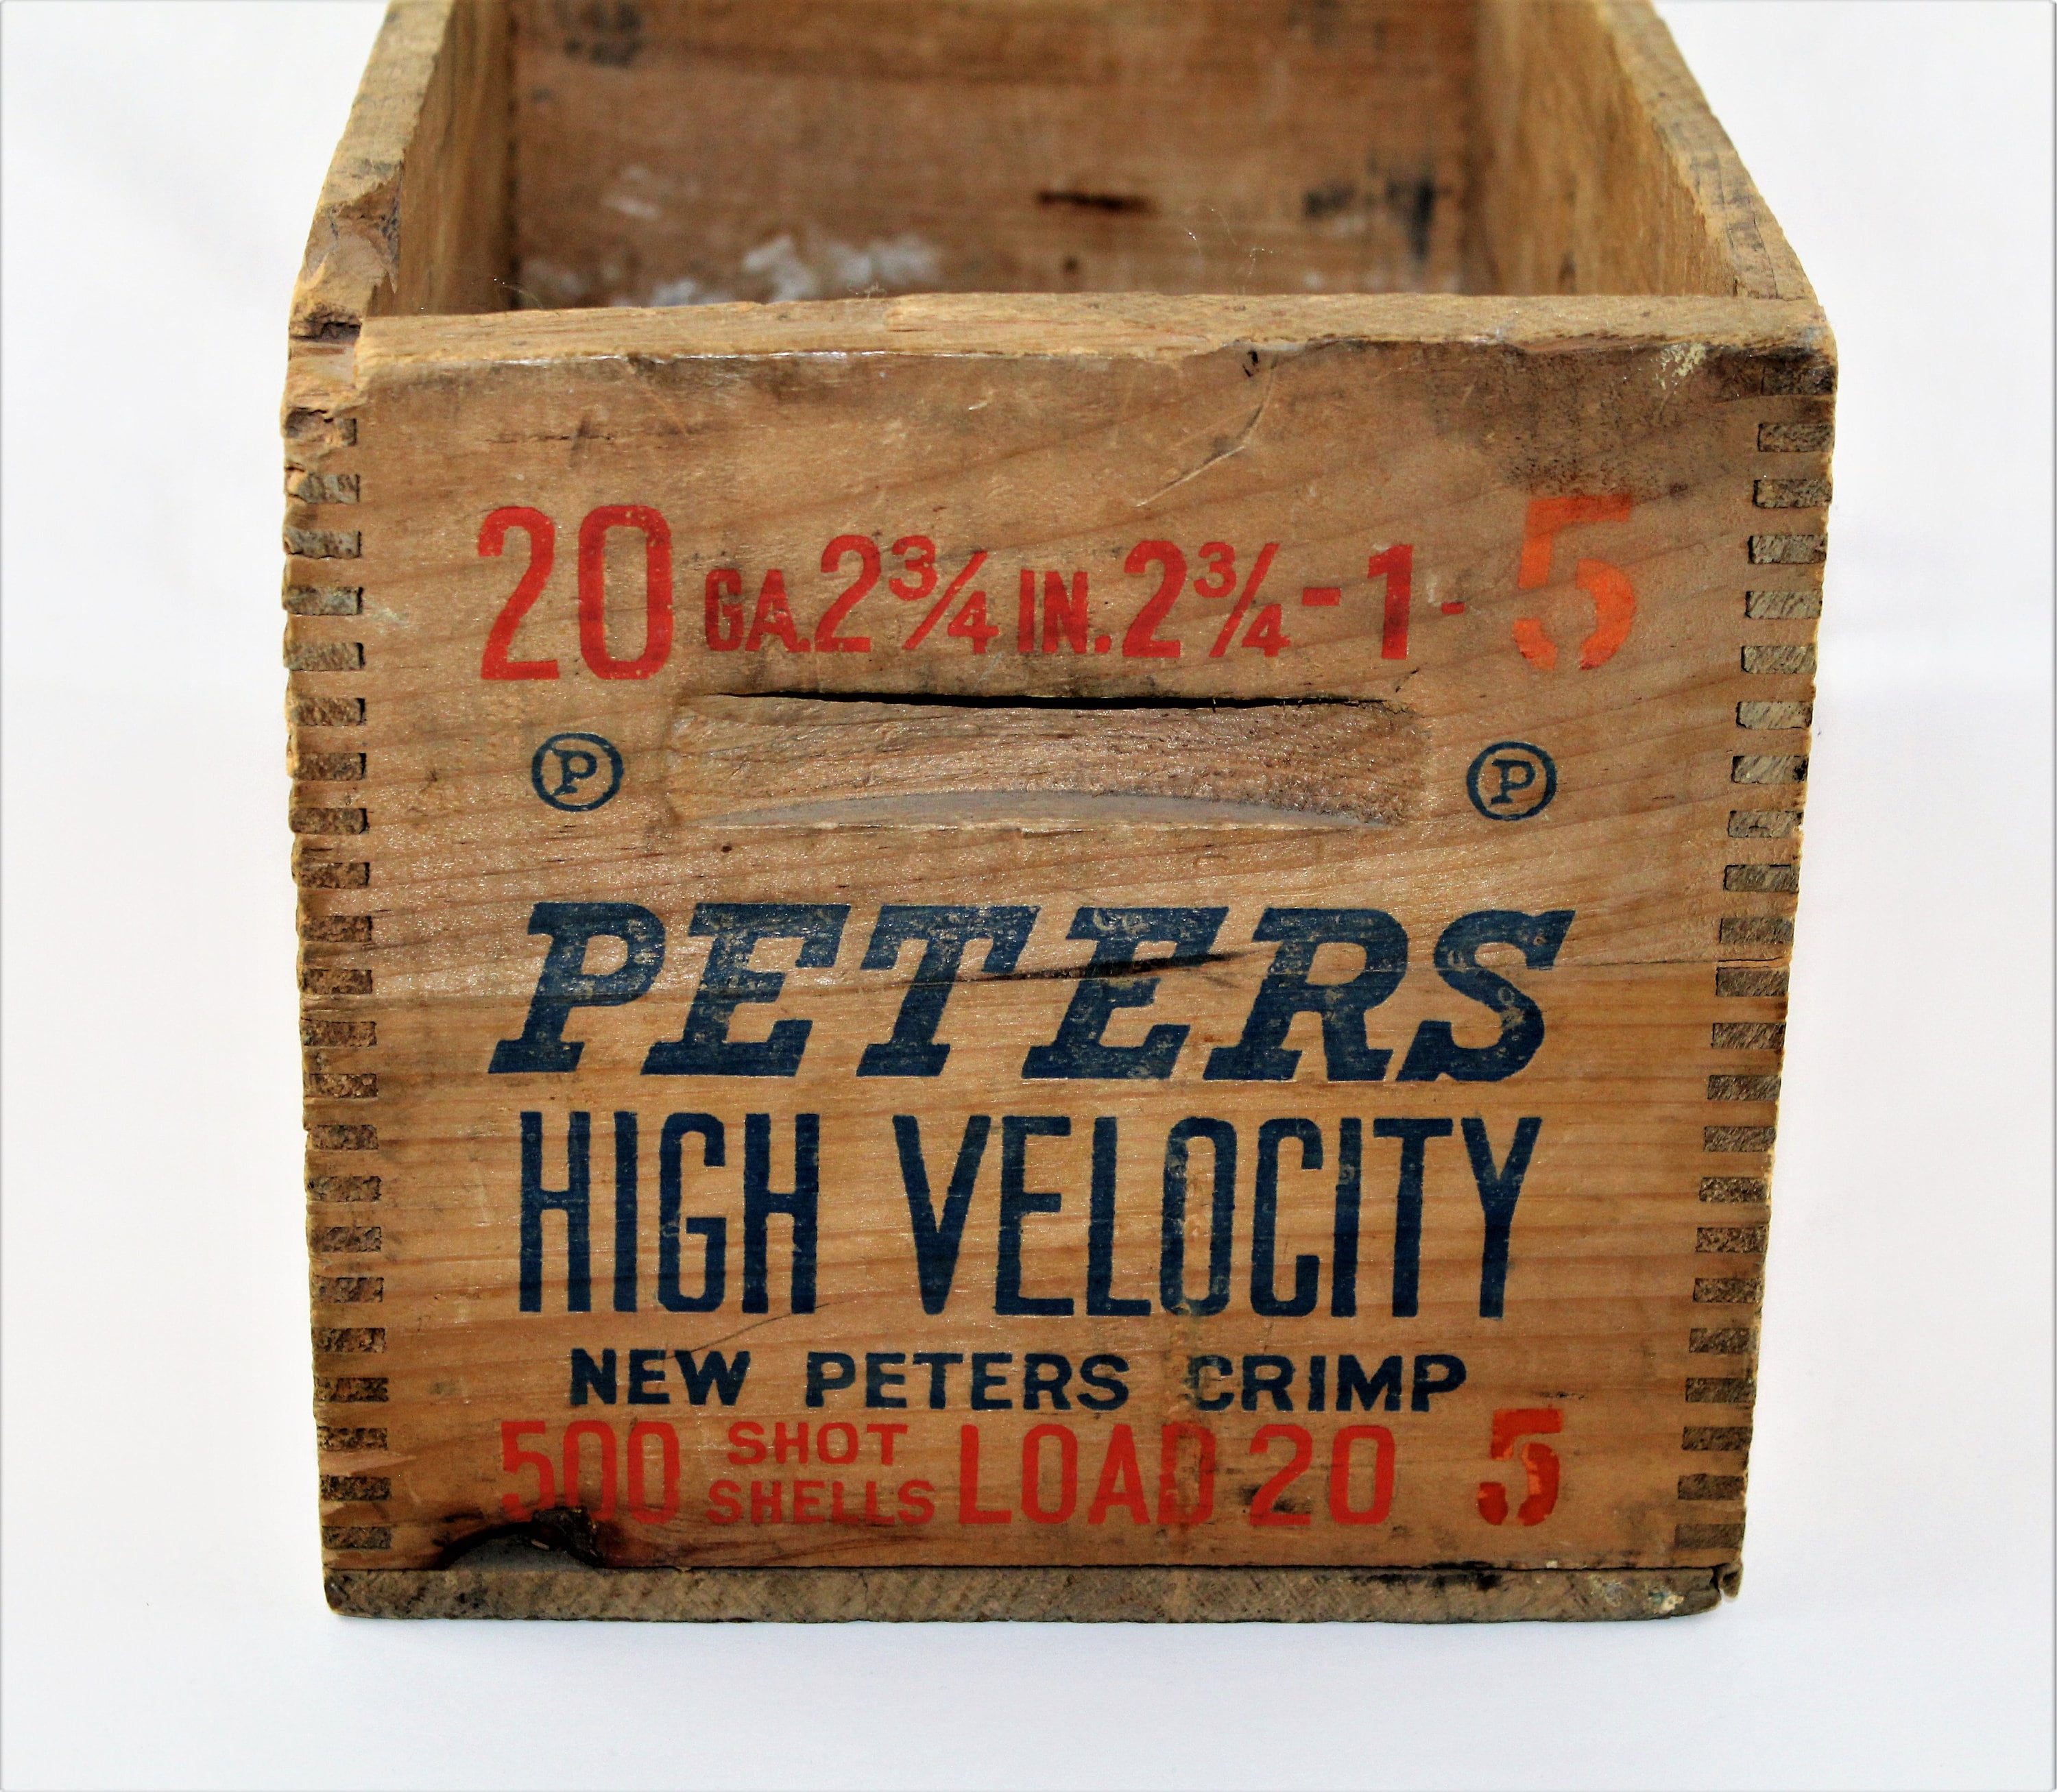 20 GA. 2¾ IN. 2¾-1-5
P P
PETERS
HIGH VELOCITY
NEW PETERS CRIMP
500 SHOT SHELLS LOAD 20 5